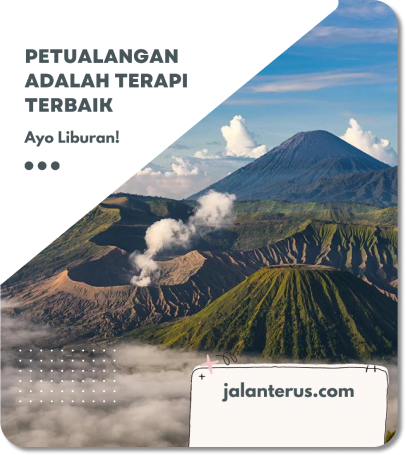 PETUALANGAN
ADALAH TERAPI
TERBAIK
Ayo Liburan!
jalanterus.com